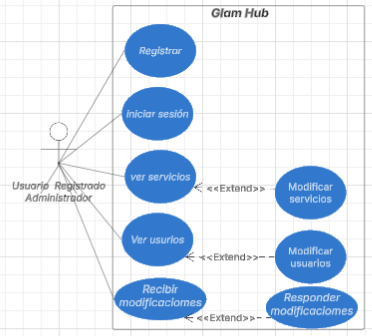 Glam Hub
Registrar
iniciar sesión
ver servicios
<<Extend>>
Modificar
servicios
Usuario Registrado
Administrador
Ver usurios
<<Extend>>
Modificar
usuarios
Recibir
modificaciomes
<<Extend>>
Responder
modificaciomes